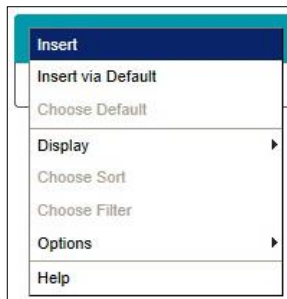 Insert
Insert via Default
Choose Default
Display
Choose Sort
Choose Filter
Options
Help